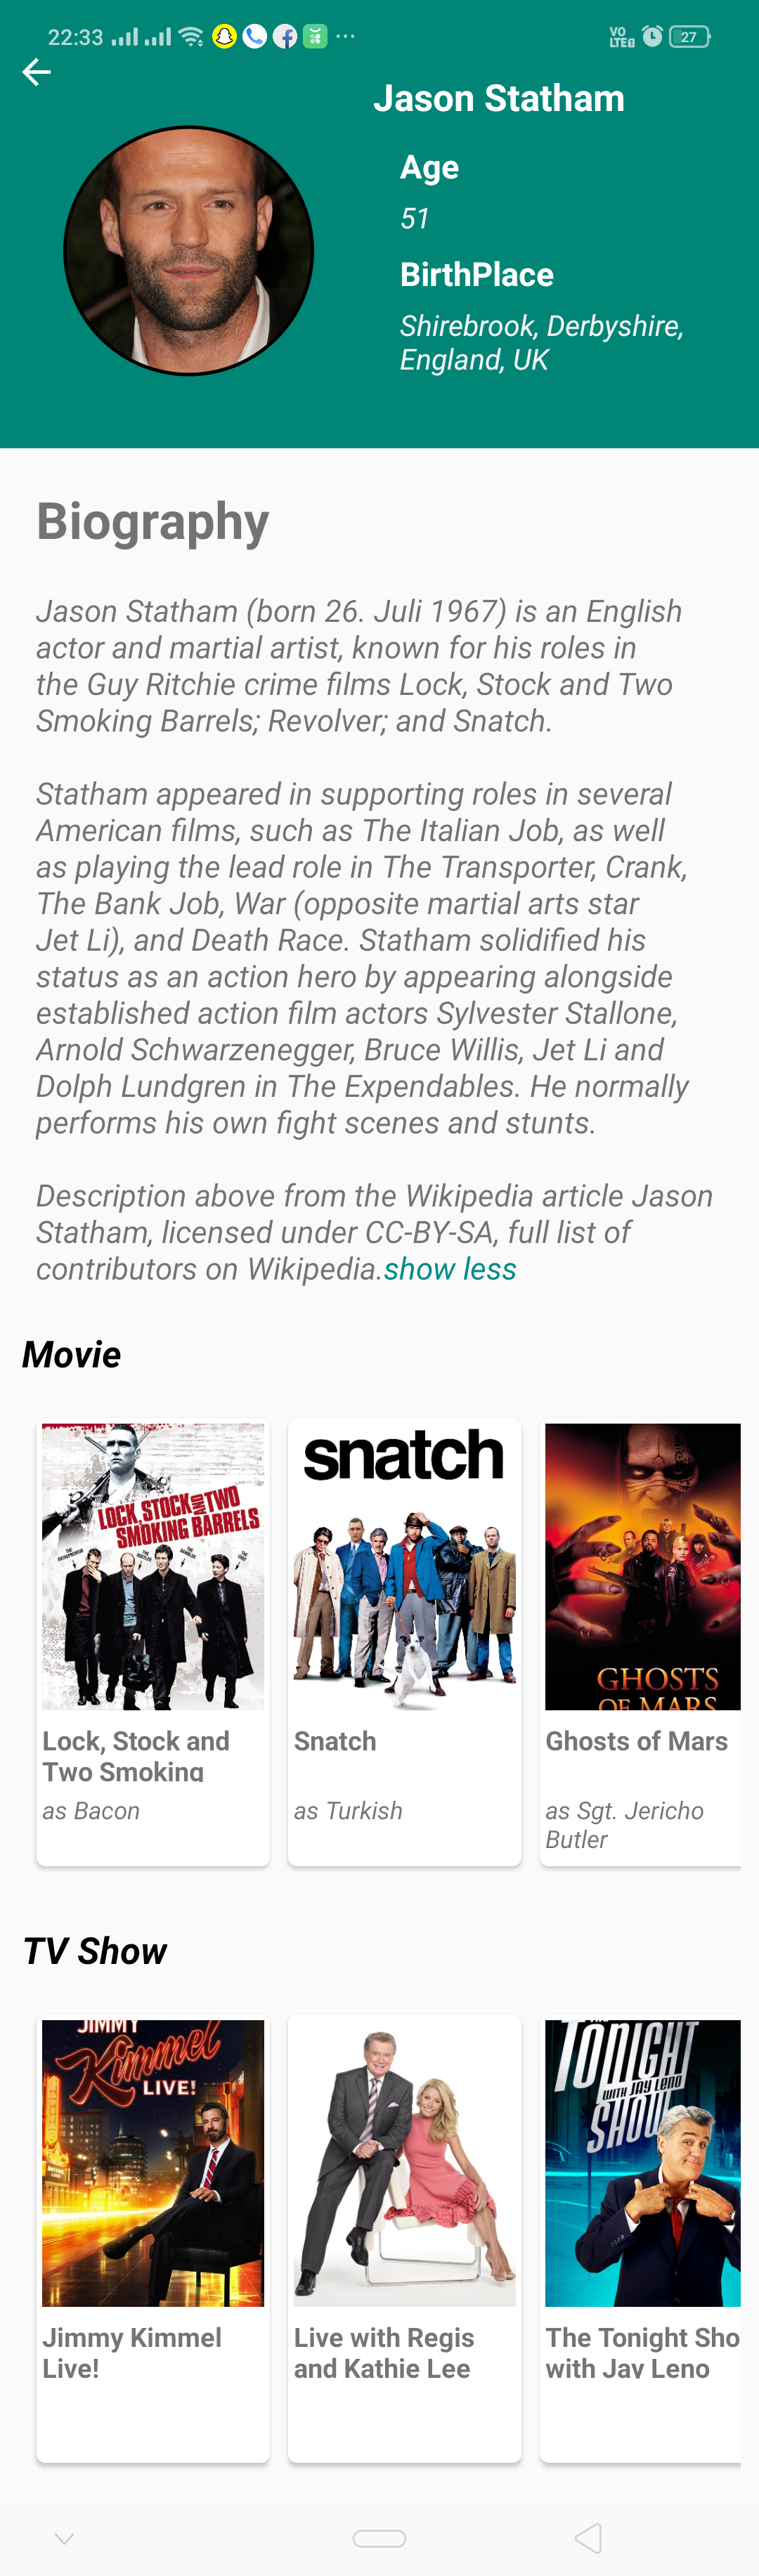 22:33
VO
LTE
27
Jason Statham
Age
51
BirthPlace
Shirebrook, Derbyshire,
England, UK
Biography
Jason Statham (born 26. Juli 1967) is an English
actor and martial artist, known for his roles in
the Guy Ritchie crime films Lock, Stock and Two
Smoking Barrels; Revolver; and Snatch.
Statham appeared in supporting roles in several
American films, such as The Italian Job, as well
as playing the lead role in The Transporter, Crank,
The Bank Job, War (opposite martial arts star
Jet Li), and Death Race. Statham solidified his
status as an action hero by appearing alongside
established action film actors Sylvester Stallone,
Arnold Schwarzenegger, Bruce Willis, Jet Li and
Dolph Lundgren in The Expendables. He normally
performs his own fight scenes and stunts.
Description above from the Wikipedia article Jason
Statham, licensed under CC-BY-SA, full list of
contributors on Wikipedia.show less
Movie
LOCK, STOCK AND TWO
SMOKING BARRELS
snatch
GHOSTS
OF MARS
Lock, Stock and
Two Smoking
as Bacon
Snatch
as Turkish
Ghosts of Mars
as Sgt. Jericho
Butler
TV Show
JIMMY
Kimmel
LIVE!
TONIGHT
WITH JAY LENO
SHOW
Jimmy Kimmel
Live!
Live with Regis
and Kathie Lee
The Tonight Sho
with Jay Leno